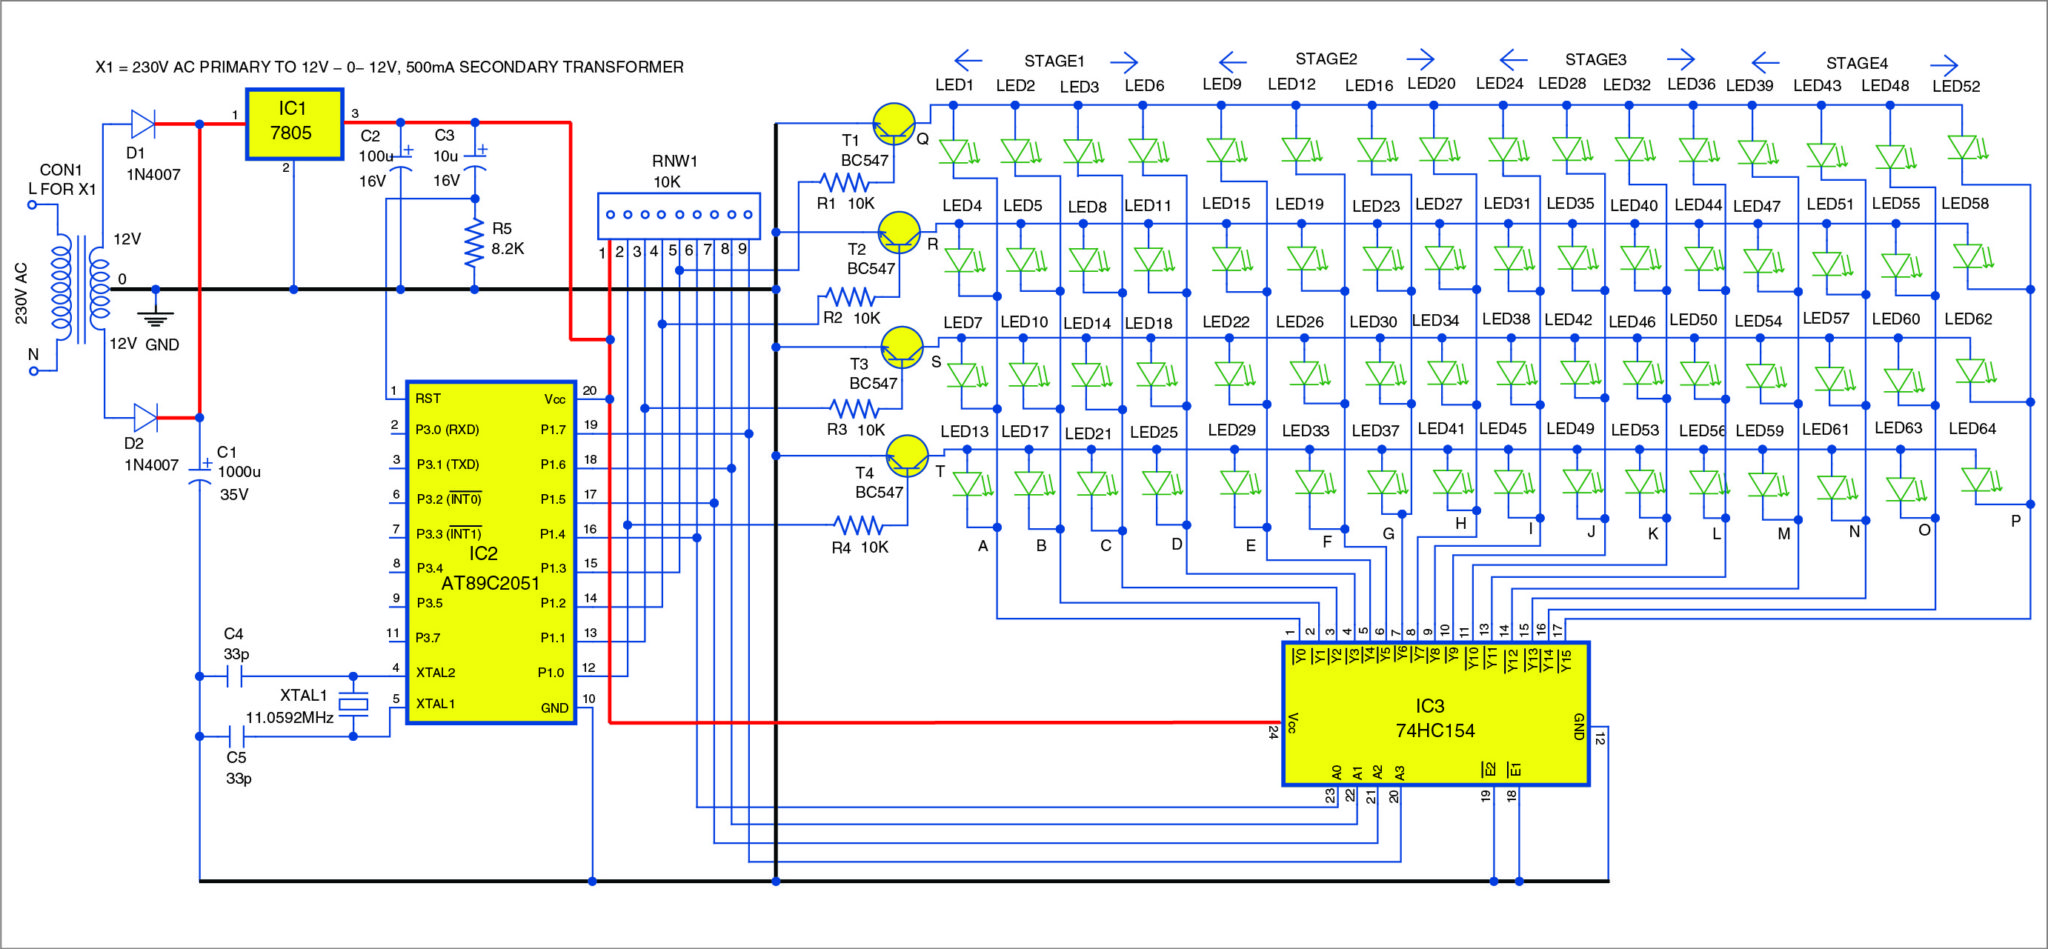 X1 = 230V AC PRIMARY TO 12V – 0– 12V, 500mA SECONDARY TRANSFORMER
STAGE1 STAGE2 STAGE3 STAGE4
LED1 LED2 LED3 LED6 LED9 LED12 LED16 LED20 LED24 LED28 LED32 LED36 LED39 LED43 LED48 LED52
IC1
7805
1
3
2
D1
1N4007
C2
100u
16V
C3
10u
16V
CON1
L FOR X1
230V AC
N
12V
0
12V
GND
R5
8.2K
RNW1
10K
1 2 3 4 5 6 7 8 9
T1
BC547
Q
R1 10K
LED4 LED5 LED8 LED11 LED15 LED19 LED23 LED27 LED31 LED35 LED40 LED44 LED47 LED51 LED55 LED58
T2
BC547
R
R2 10K
LED7 LED10 LED14 LED18 LED22 LED26 LED30 LED34 LED38 LED42 LED46 LED50 LED54 LED57 LED60 LED62
T3
BC547
S
R3 10K
LED13 LED17 LED21 LED25 LED29 LED33 LED37 LED41 LED45 LED49 LED53 LED56 LED59 LED61 LED63 LED64
T4
BC547
T
R4 10K
A B C D E F G H I J K L M N O P
D2
1N4007
C1
1000u
35V
1 RST Vcc 20
2 P3.0 (RXD) P1.7 19
3 P3.1 (TXD) P1.6 18
6 P3.2 (INT0) P1.5 17
7 P3.3 (INT1) P1.4 16
IC2
8 P3.4 P1.3 15
AT89C2051
9 P3.5 P1.2 14
11 P3.7 P1.1 13
4 XTAL2 P1.0 12
5 XTAL1 GND 10
C4
33p
XTAL1
11.0592MHz
C5
33p
1 2 3 4 5 6 7 8 9 10 11 13 14 15 16 17
Y0 Y1 Y2 Y3 Y4 Y5 Y6 Y7 Y8 Y9 Y10 Y11 Y12 Y13 Y14 Y15
IC3
74HC154
Vcc
24
GND
12
A0 A1 A2 A3 E2 E1
23 22 21 20 19 18